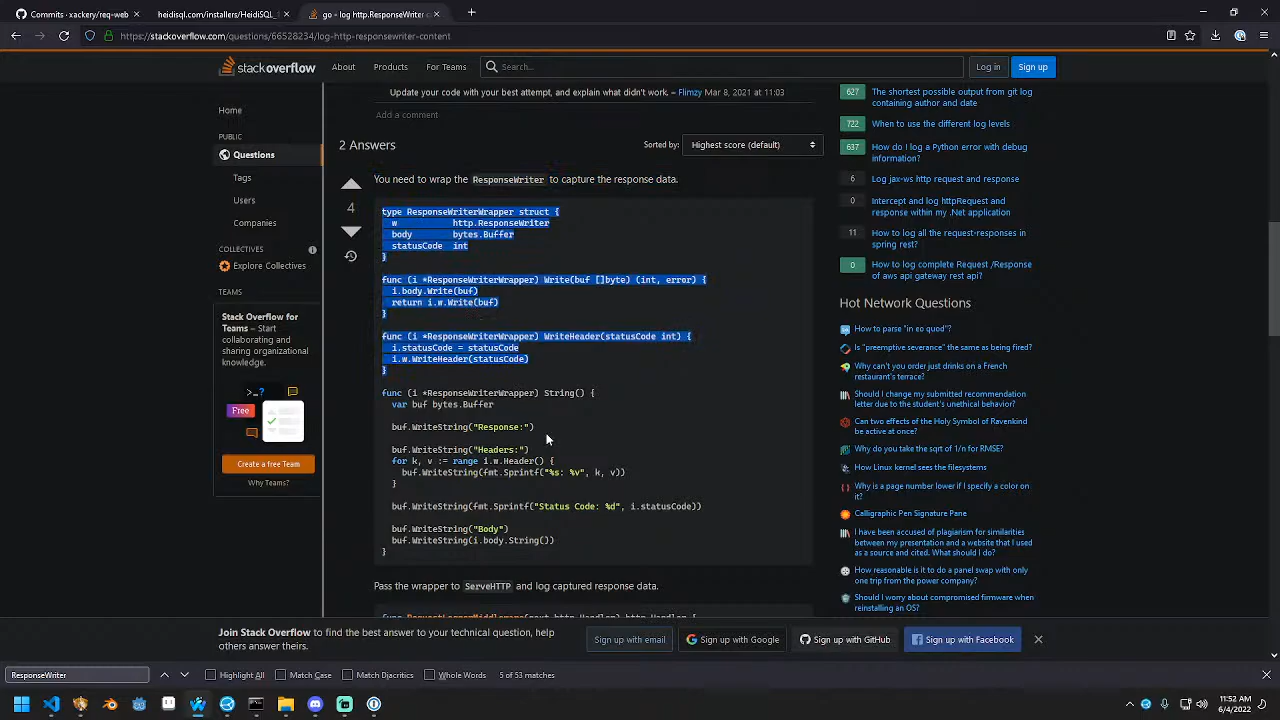 Commits · xackery/req-web
heidisql.com/installers/HeidiSQL_
go - log http.ResponseWriter c
https://stackoverflow.com/questions/66528234/log-http-responsewriter-content
stackoverflow
About
Products
For Teams
Search...
Log in
Sign up
Home
PUBLIC
Questions
Tags
Users
Companies
COLLECTIVES
Explore Collectives
TEAMS
Stack Overflow for
Teams – Start
collaborating and
sharing organizational
knowledge.
Free
Create a free Team
Why Teams?
Update your code with your best attempt, and explain what didn't work. – Flimzy Mar 8, 2021 at 11:03
Add a comment
2 Answers
Sorted by:
Highest score (default)
4
You need to wrap the ResponseWriter to capture the response data.
type ResponseWriterWrapper struct {
w http.ResponseWriter
body bytes.Buffer
statusCode int
}
func (i *ResponseWriterWrapper) Write(buf []byte) (int, error) {
i.body.Write(buf)
return i.w.Write(buf)
}
func (i *ResponseWriterWrapper) WriteHeader(statusCode int) {
i.statusCode = statusCode
i.w.WriteHeader(statusCode)
}
func (i *ResponseWriterWrapper) String() {
var buf bytes.Buffer
buf.WriteString("Response:")
buf.WriteString("Headers:")
for k, v := range i.w.Header() {
buf.WriteString(fmt.Sprintf("%s: %v", k, v))
}
buf.WriteString(fmt.Sprintf("Status Code: %d", i.statusCode))
buf.WriteString("Body")
buf.WriteString(i.body.String())
}
Pass the wrapper to ServeHTTP and log captured response data.
627
The shortest possible output from git log
containing author and date
722
When to use the different log levels
637
How do I log a Python error with debug
information?
6
Log jax-ws http request and response
0
Intercept and log httpRequest and
response within my .Net application
11
How to log all the request-responses in
spring rest?
0
How to log complete Request /Response
of aws api gateway rest api?
Hot Network Questions
How to parse "in eo quod"?
Is "preemptive severance" the same as being fired?
Why can't you order just drinks on a French
restaurant's terrace?
Should I change my submitted recommendation
letter due to the student's unethical behavior?
Can two effects of the Holy Symbol of Ravenkind
be active at once?
Why do you take the sqrt of 1/n for RMSE?
How Linux kernel sees the filesystems
Why is a page number lower if I specify a color on
it?
Calligraphic Pen Signature Pane
I have been accused of plagiarism for similarities
between my presentation and a website that I used
as a source and cited. What should I do?
How reasonable is it to do a panel swap with only
one trip from the power company?
Should I worry about compromised firmware when
reinstalling an OS?
Join Stack Overflow to find the best answer to your technical question, help
others answer theirs.
Sign up with email
Sign up with Google
Sign up with GitHub
Sign up with Facebook
ResponseWriter
Highlight All
Match Case
Match Diacritics
Whole Words
5 of 53 matches
11:52 AM
6/4/2022